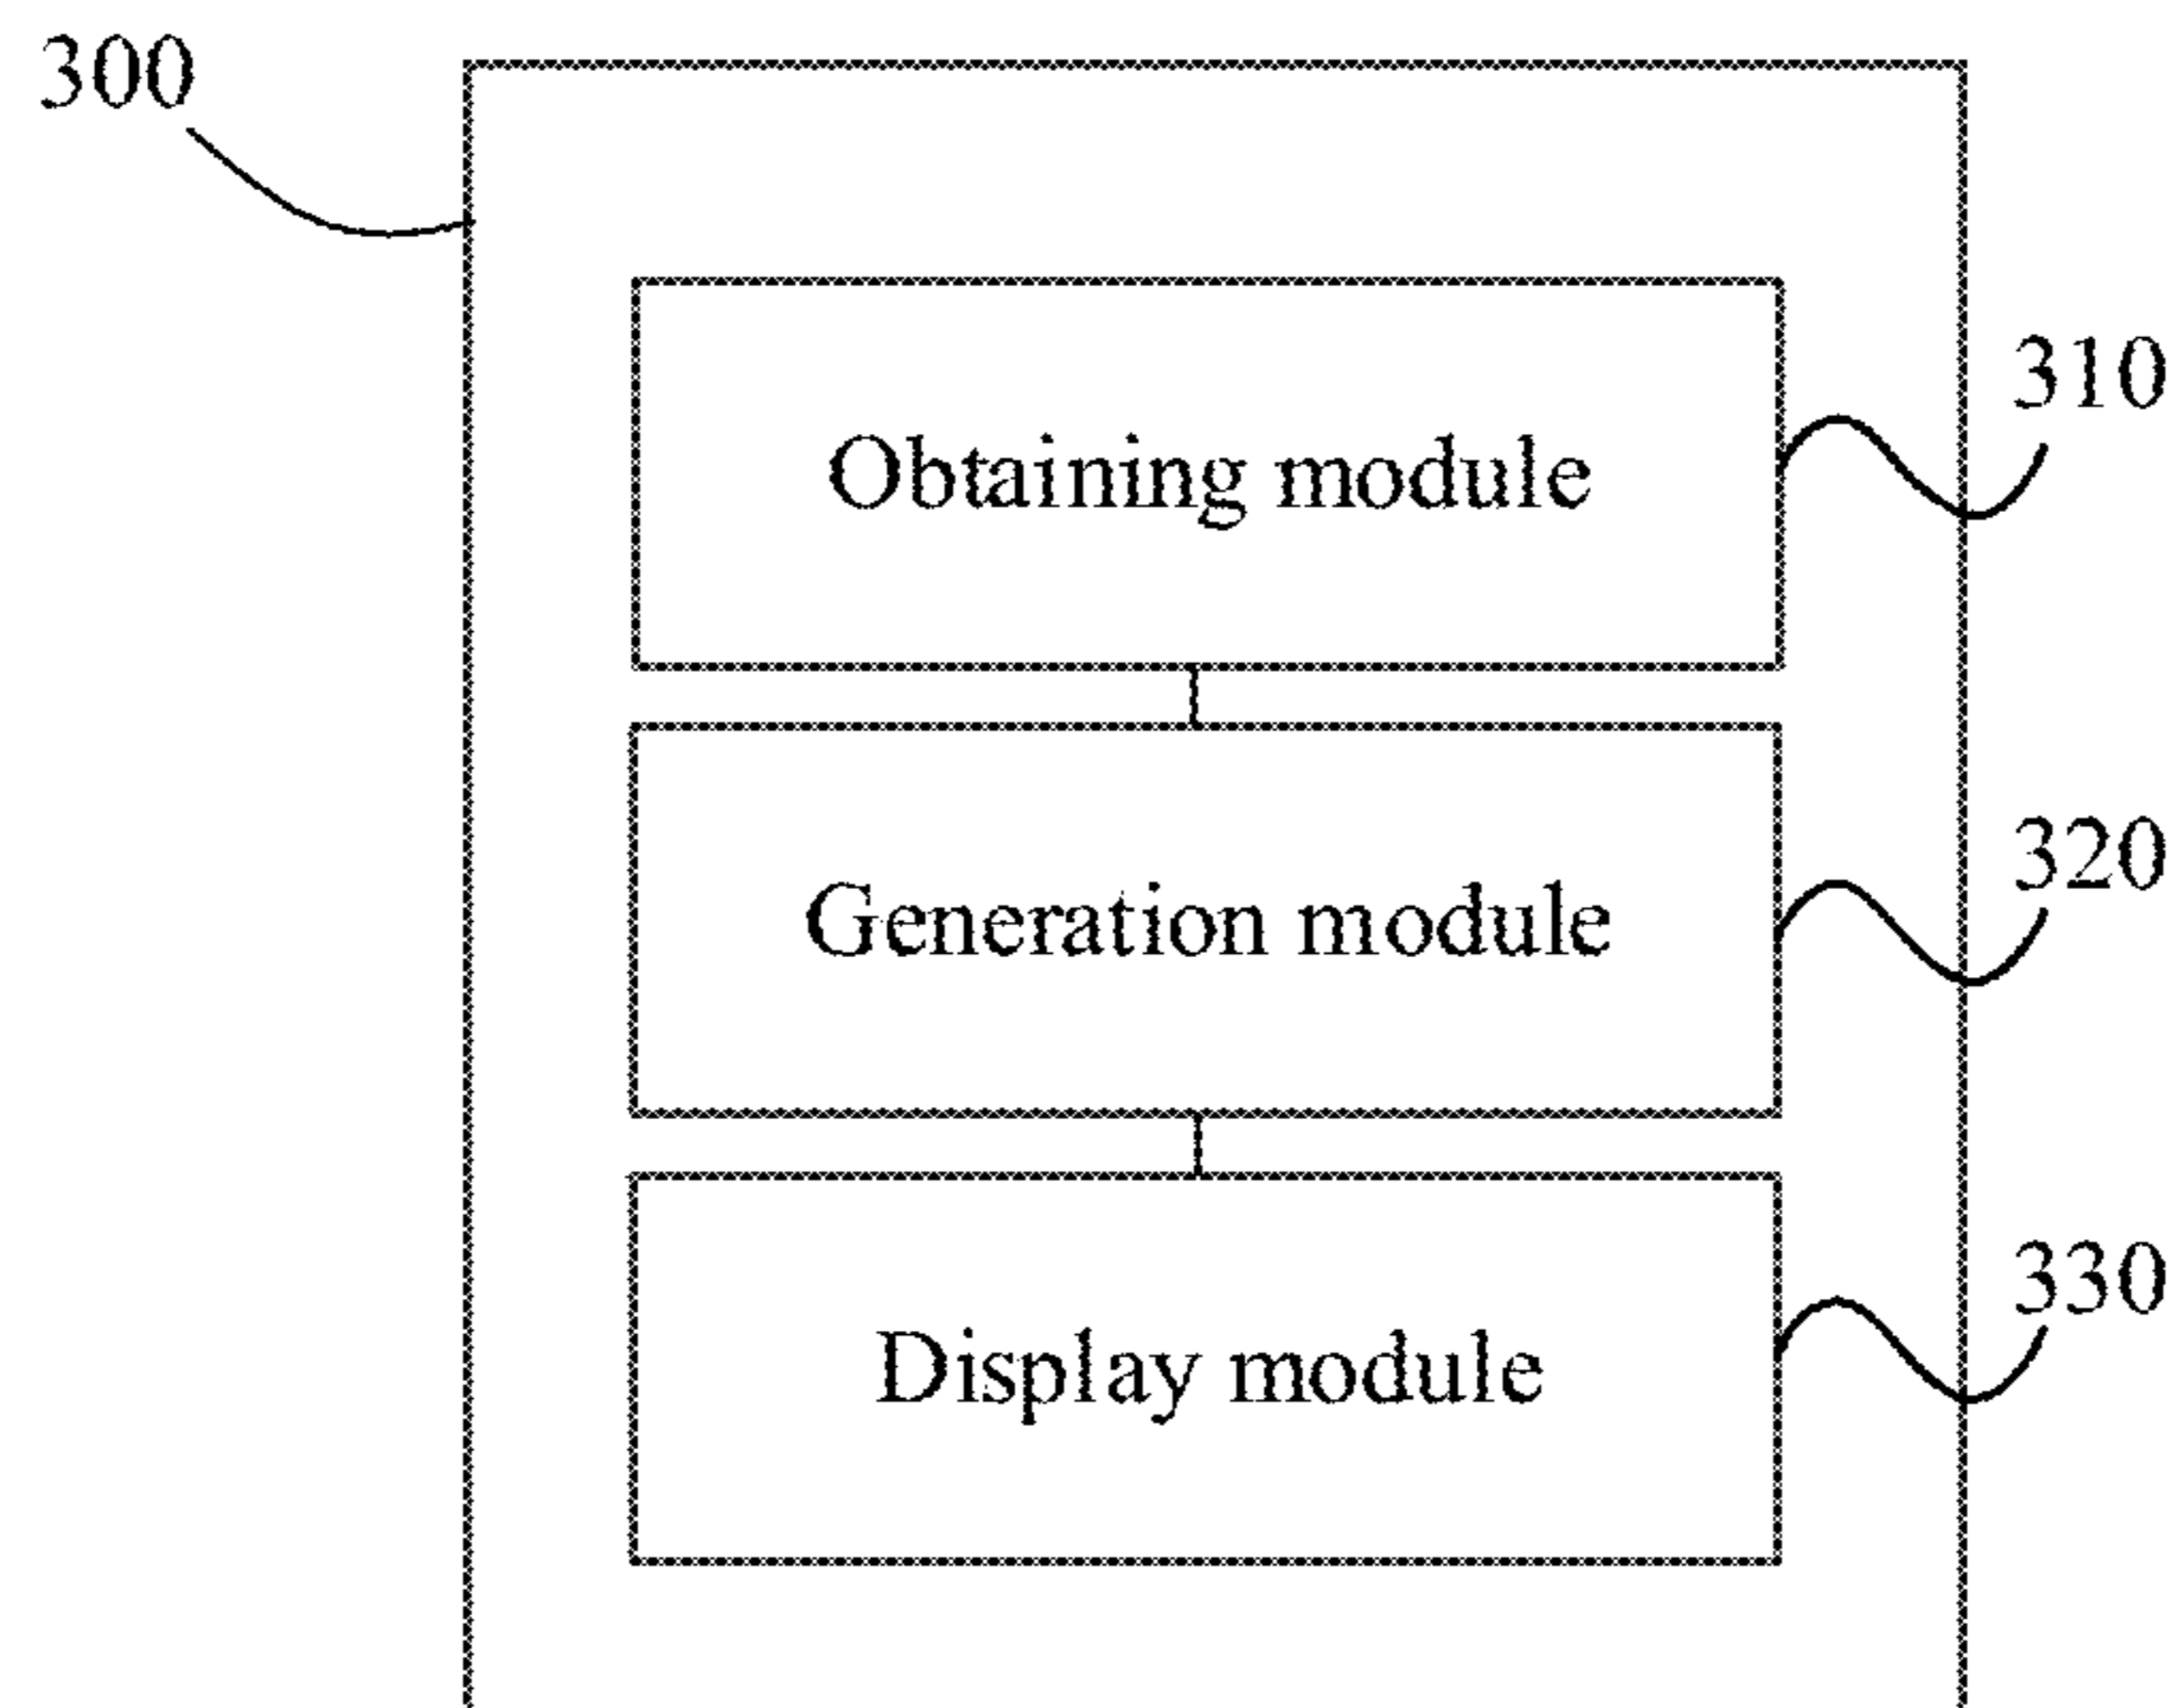 300
310
Obtaining module
320
Generation module
330
Display module